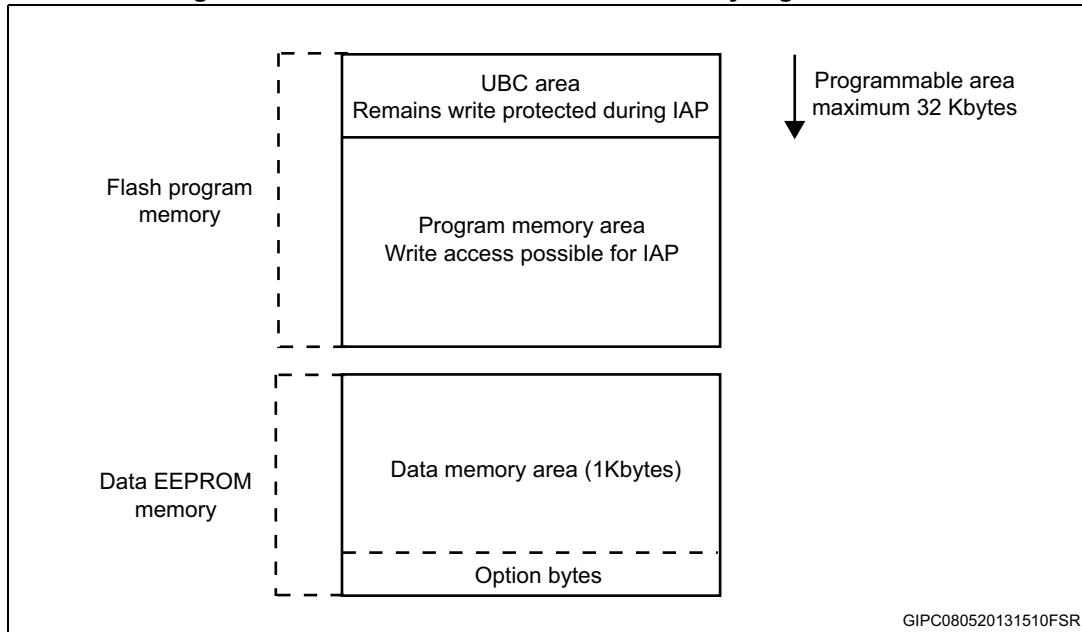 UBC area
Remains write protected during IAP
Programmable area
maximum 32 Kbytes
Flash program
memory
Program memory area
Write access possible for IAP
Data EEPROM
memory
Data memory area (1Kbytes)
Option bytes
GIPC080520131510FSR